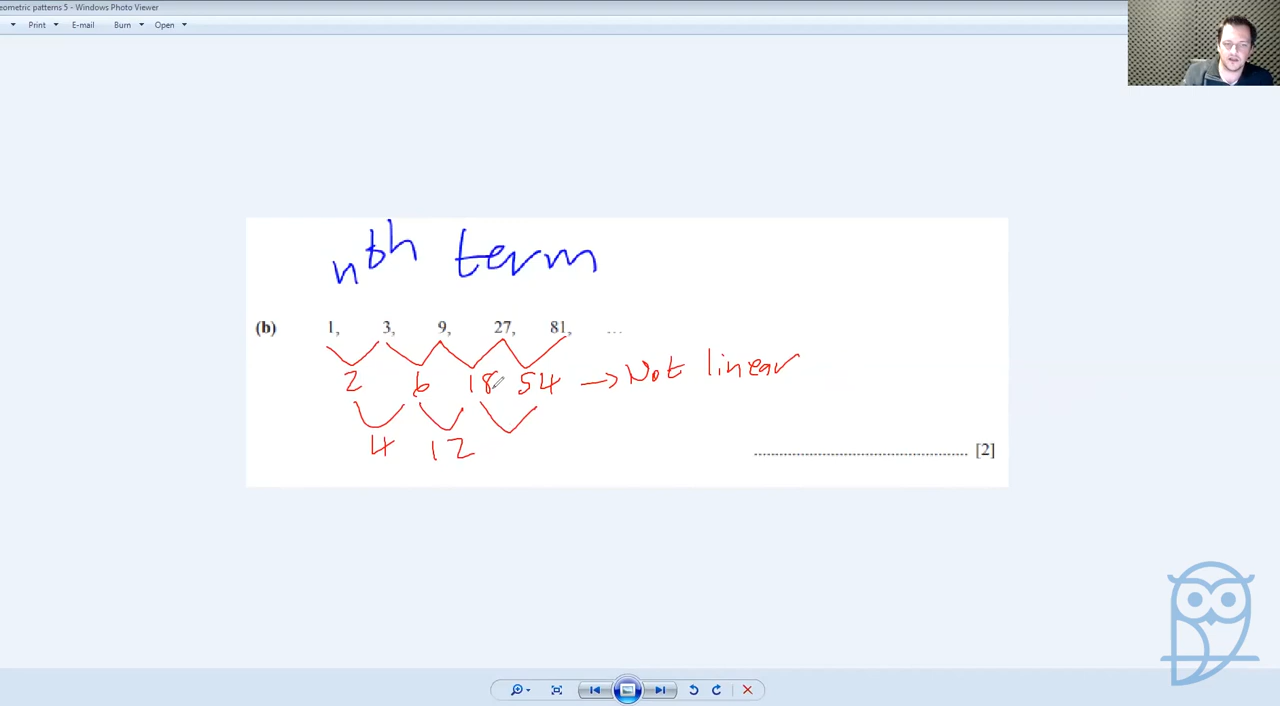 eometric patterns 5 - Windows Photo Viewer
Print E-mail Burn Open
nth term
(b) 1, 3, 9, 27, 81, ...
2 6 18 54 → Not linear
4 12
[2]